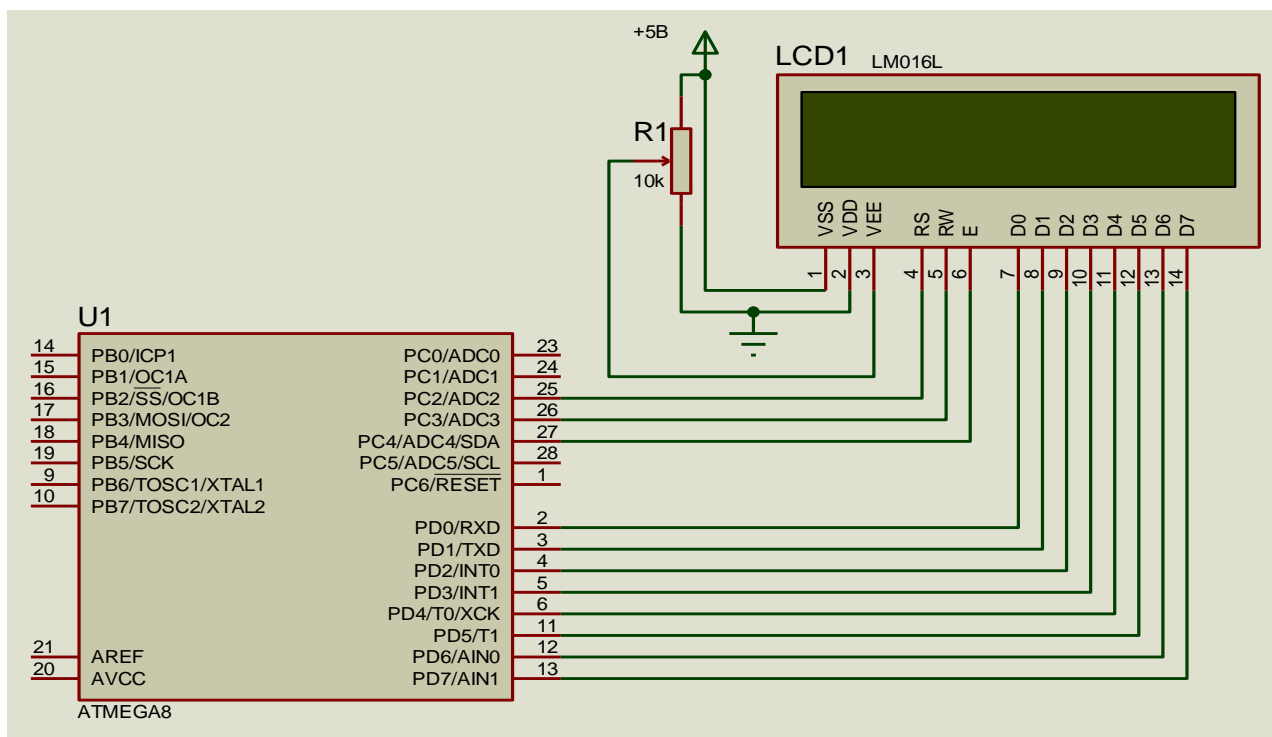 +5В
LCD1
LM016L
R1
10k
VSS
VDD
VEE
RS
RW
E
D0
D1
D2
D3
D4
D5
D6
D7
1
2
3
4
5
6
7
8
9
10
11
12
13
14
U1
14 PB0/ICP1
15 PB1/OC1A
16 PB2/SS/OC1B
17 PB3/MOSI/OC2
18 PB4/MISO
19 PB5/SCK
9 PB6/TOSC1/XTAL1
10 PB7/TOSC2/XTAL2
21 AREF
20 AVCC
PC0/ADC0 23
PC1/ADC1 24
PC2/ADC2 25
PC3/ADC3 26
PC4/ADC4/SDA 27
PC5/ADC5/SCL 28
PC6/RESET 1
PD0/RXD 2
PD1/TXD 3
PD2/INT0 4
PD3/INT1 5
PD4/T0/XCK 6
PD5/T1 11
PD6/AIN0 12
PD7/AIN1 13
ATMEGA8